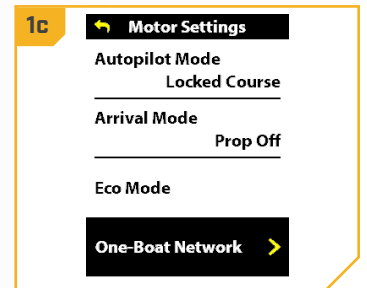 1c
Motor Settings
Autopilot Mode
Locked Course
Arrival Mode
Prop Off
Eco Mode
One-Boat Network